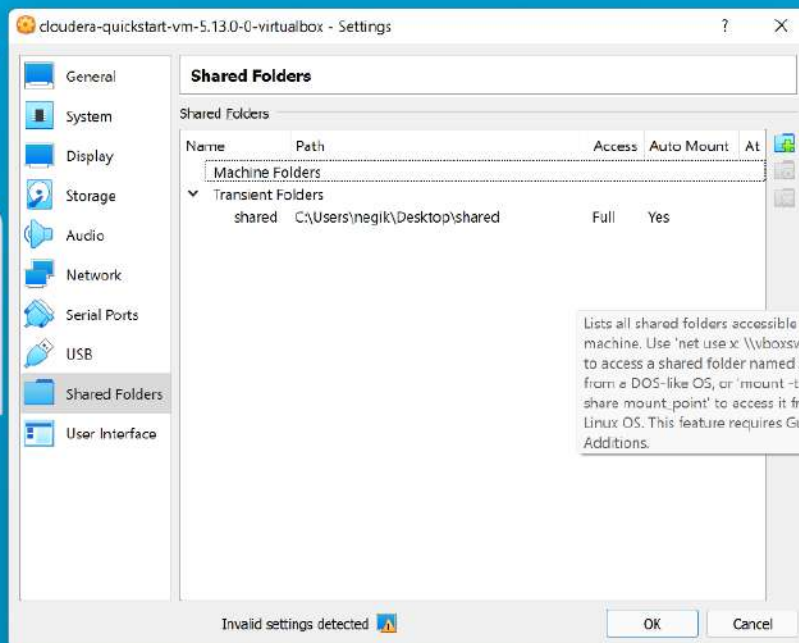 cloudera-quickstart-vm-5.13.0-0-virtualbox - Settings ? X
General
System
Display
Storage
Audio
Network
Serial Ports
USB
Shared Folders
User Interface
Shared Folders
Shared Folders
Name Path Access Auto Mount At
Machine Folders
Transient Folders
shared C:\Users\negik\Desktop\shared Full Yes
Lists all shared folders accessible
machine. Use 'net use x: \\vboxsv
to access a shared folder named
from a DOS-like OS, or 'mount -t
share mount_point' to access it fr
Linux OS. This feature requires Gu
Additions.
Invalid settings detected
OK Cancel